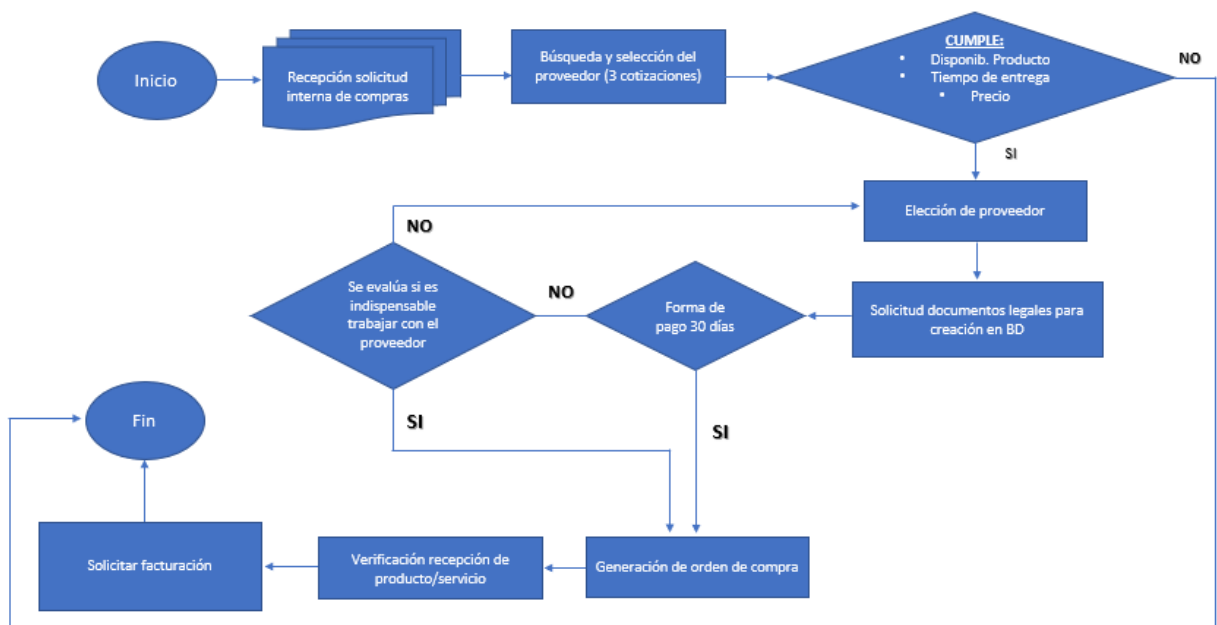 Inicio
Recepción solicitud
interna de compras
Búsqueda y selección del
proveedor (3 cotizaciones)
CUMPLE:
▪ Disponib. Producto
▪ Tiempo de entrega
▪ Precio
NO
SI
Elección de proveedor
NO
Se evalúa si es
indispensable
trabajar con el
proveedor
NO
Forma de
pago 30 días
Solicitud documentos legales para
creación en BD
Fin
SI
SI
Solicitar facturación
Verificación recepción de
producto/servicio
Generación de orden de compra